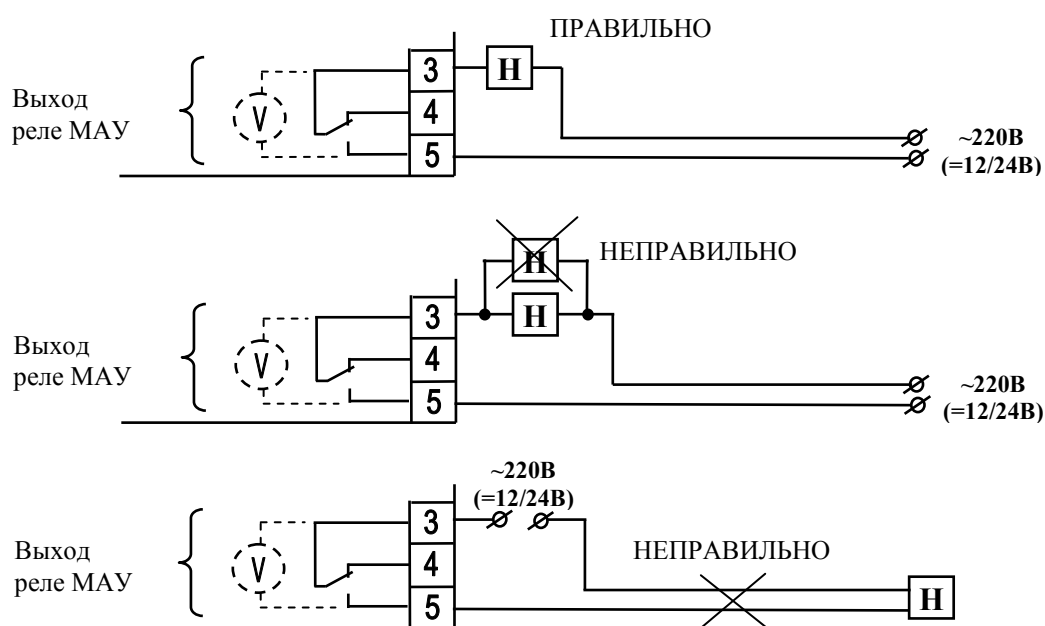 ПРАВИЛЬНО
Выход
реле МАУ
V
3
4
5
Н
~220В
(=12/24В)
НЕПРАВИЛЬНО
Н
Выход
реле МАУ
V
3
4
5
Н
~220В
(=12/24В)
~220В
(=12/24В)
Выход
реле МАУ
V
3
4
5
НЕПРАВИЛЬНО
Н